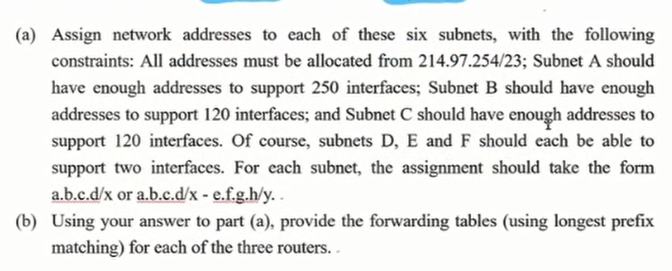 (a) Assign network addresses to each of these six subnets, with the following
constraints: All addresses must be allocated from 214.97.254/23; Subnet A should
have enough addresses to support 250 interfaces; Subnet B should have enough
addresses to support 120 interfaces; and Subnet C should have enough addresses to
support 120 interfaces. Of course, subnets D, E and F should each be able to
support two interfaces. For each subnet, the assignment should take the form
a.b.c.d/x or a.b.c.d/x - e.f.g.h/y. .
(b) Using your answer to part (a), provide the forwarding tables (using longest prefix
matching) for each of the three routers. .